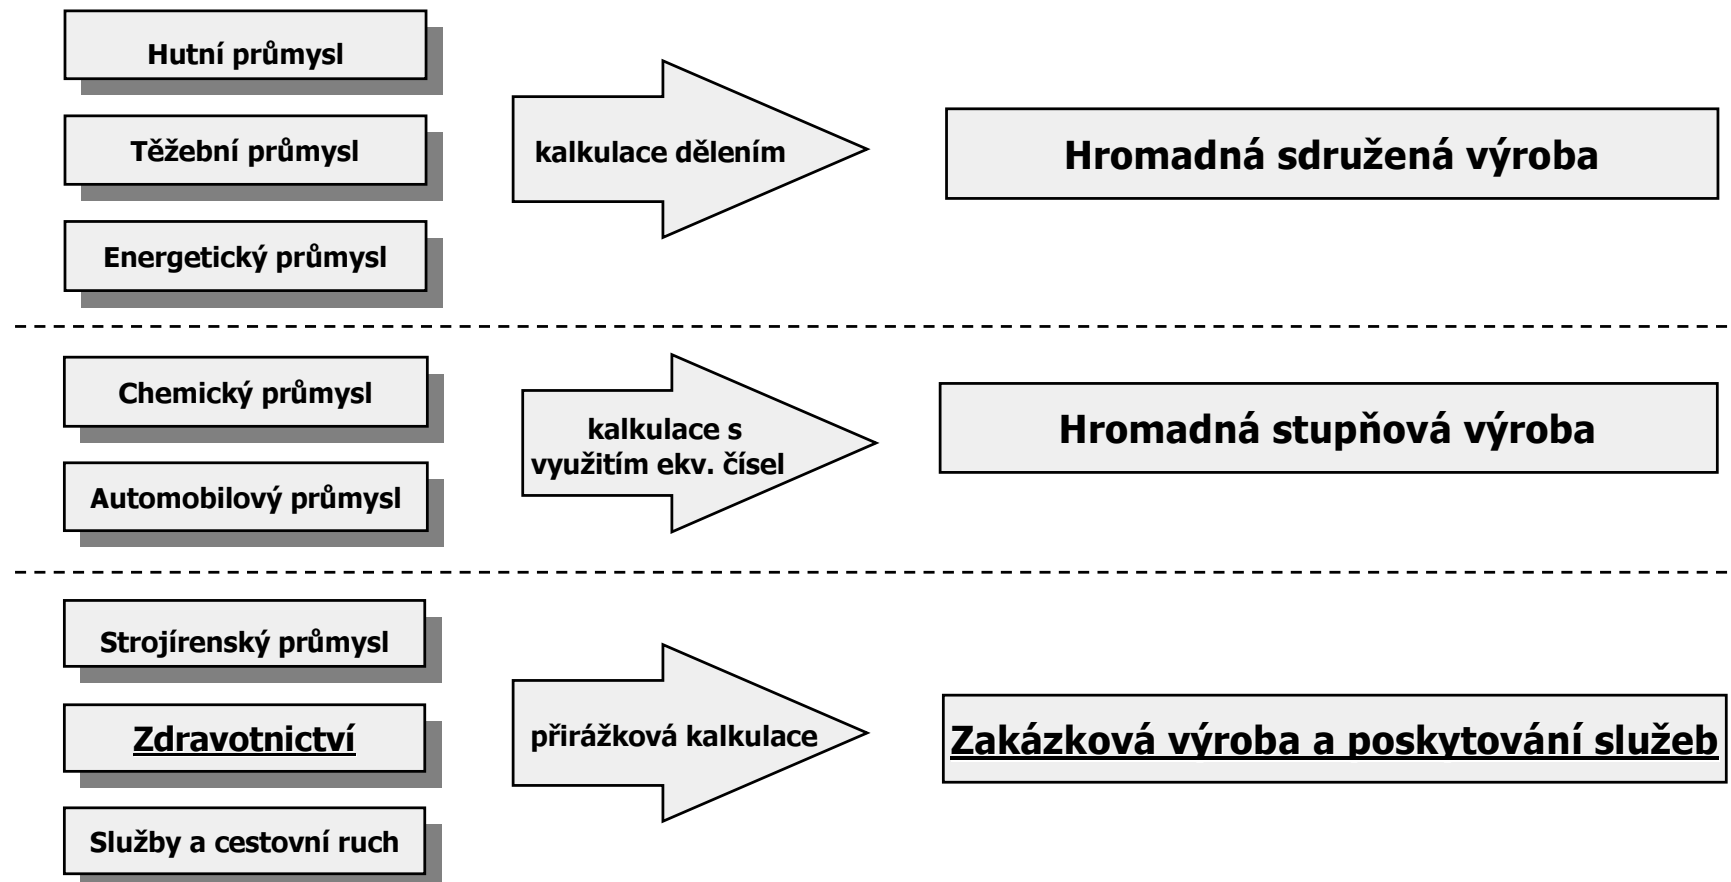 Hutní průmysl
Těžební průmysl
Energetický průmysl
kalkulace dělením
Hromadná sdružená výroba
Chemický průmysl
Automobilový průmysl
kalkulace s
využitím ekv. čísel
Hromadná stupňová výroba
Strojírenský průmysl
Zdravotnictví
Služby a cestovní ruch
přirážková kalkulace
Zakázková výroba a poskytování služeb